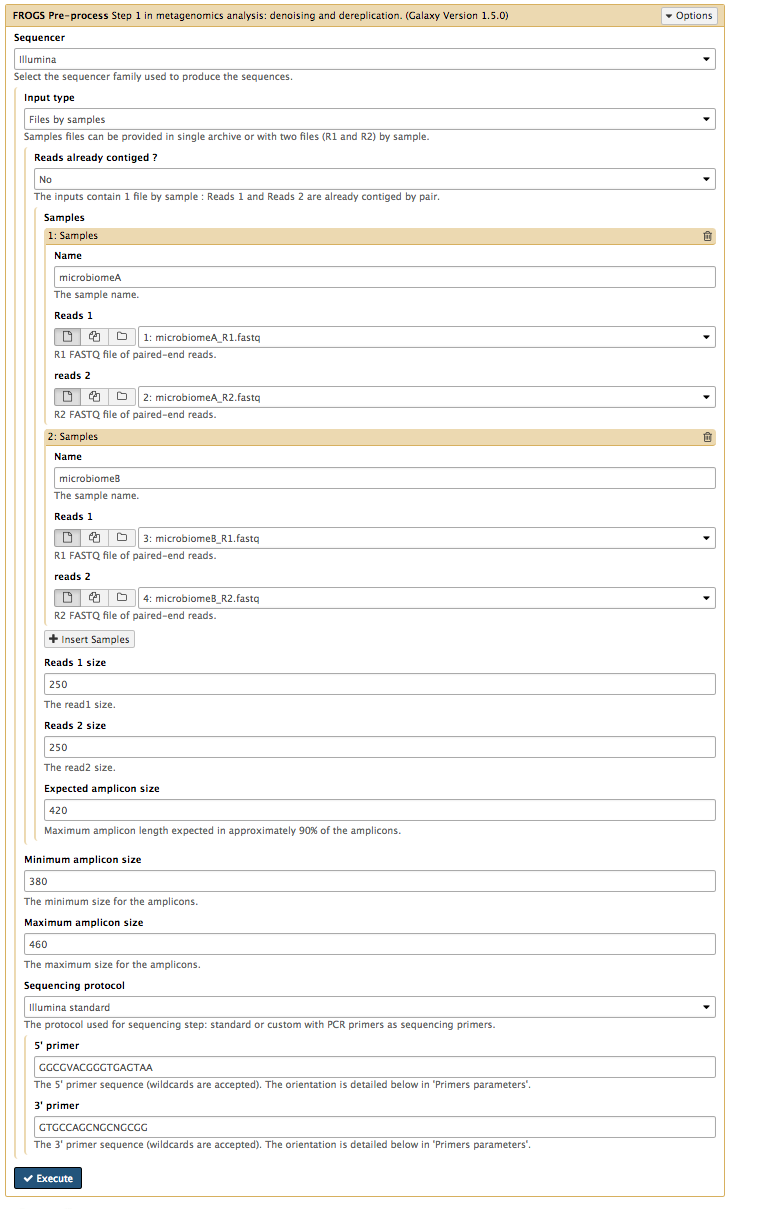 FROGS Pre-process Step 1 in metagenomics analysis: denoising and dereplication. (Galaxy Version 1.5.0)
Options
Sequencer
Illumina
Select the sequencer family used to produce the sequences.
Input type
Files by samples
Samples files can be provided in single archive or with two files (R1 and R2) by sample.
Reads already contiged ?
No
The inputs contain 1 file by sample : Reads 1 and Reads 2 are already contiged by pair.
Samples
1: Samples
Name
microbiomeA
The sample name.
Reads 1
1: microbiomeA_R1.fastq
R1 FASTQ file of paired-end reads.
reads 2
2: microbiomeA_R2.fastq
R2 FASTQ file of paired-end reads.
2: Samples
Name
microbiomeB
The sample name.
Reads 1
3: microbiomeB_R1.fastq
R1 FASTQ file of paired-end reads.
reads 2
4: microbiomeB_R2.fastq
R2 FASTQ file of paired-end reads.
Insert Samples
Reads 1 size
250
The read1 size.
Reads 2 size
250
The read2 size.
Expected amplicon size
420
Maximum amplicon length expected in approximately 90% of the amplicons.
Minimum amplicon size
380
The minimum size for the amplicons.
Maximum amplicon size
460
The maximum size for the amplicons.
Sequencing protocol
Illumina standard
The protocol used for sequencing step: standard or custom with PCR primers as sequencing primers.
5' primer
GGCGVACGGGTGAGTAA
The 5' primer sequence (wildcards are accepted). The orientation is detailed below in 'Primers parameters'.
3' primer
GTGCCAGCNGCNGCGG
The 3' primer sequence (wildcards are accepted). The orientation is detailed below in 'Primers parameters'.
Execute